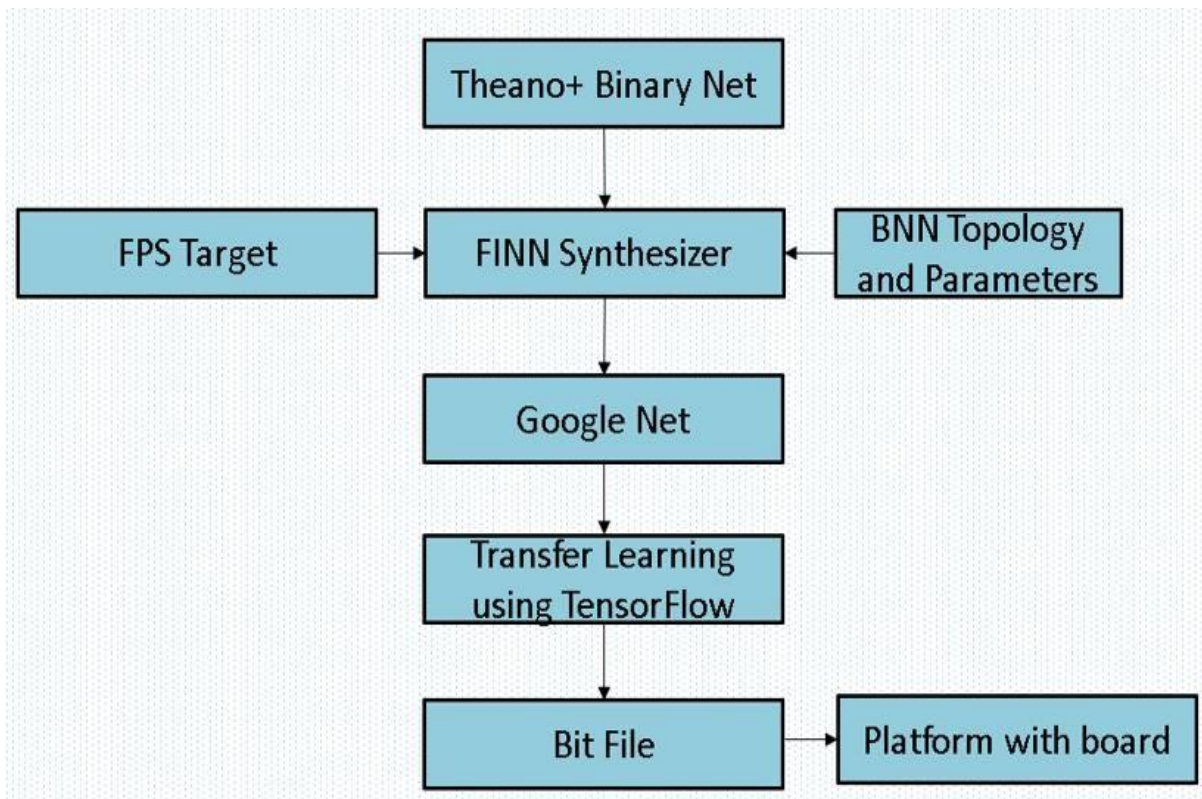 Theano+ Binary Net
FPS Target
FINN Synthesizer
BNN Topology
and Parameters
Google Net
Transfer Learning
using TensorFlow
Bit File
Platform with board